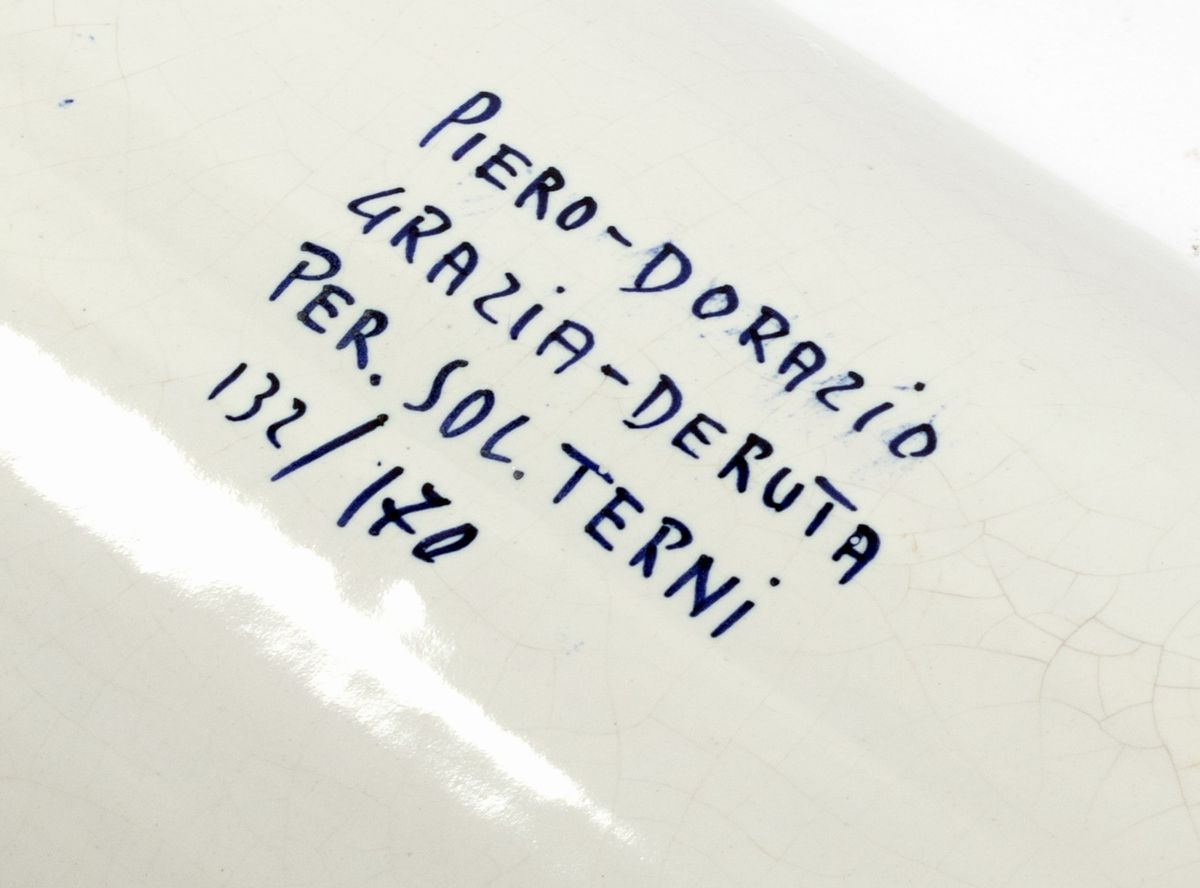 PIERO-DORAZiO
GRAZiA-DERUTA
PER. SOL. TERNi
132/170